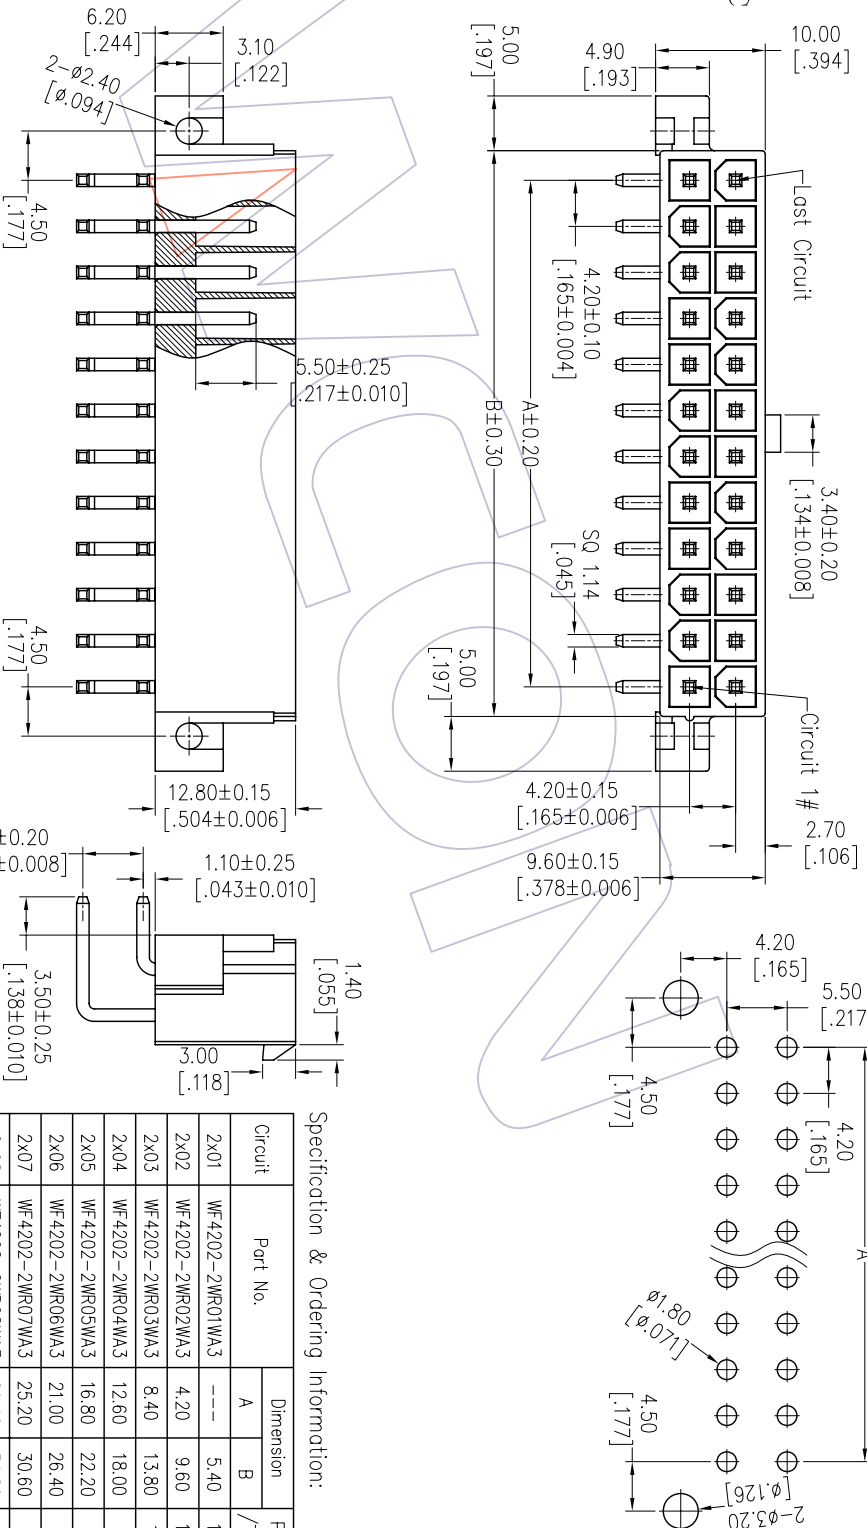 6.20
[.244]
3.10
[.122]
2-ø2.40
[ø.094]
4.50
[.177]
5.00
[.197]
4.90
[.193]
10.00
[.394]
Last Circuit
4.20±0.10
[.165±0.004]
5.50±0.25
[.217±0.010]
A±0.20
B±0.30
3.40±0.20
[.134±0.008]
SQ 1.14
[.045]
4.50
[.177]
5.00
[.197]
Circuit 1#
12.80±0.15
[.504±0.006]
4.20±0.15
[.165±0.006]
2.70
[.106]
±0.20
±0.008]
1.10±0.25
[.043±0.010]
9.60±0.15
[.378±0.006]
3.50±0.25
[.138±0.010]
1.40
[.055]
3.00
[.118]
4.20
[.165]
5.50
[.217
4.50
[.177]
4.20
[.165]
A
ø1.80
[ø.071]
4.50
[.177]
2-ø3.20
[ø.126]
Specification & Ordering Information:
Circuit Part No. Dimension
A B
2x01 WF4202-2WR01WA3 --- 5.40
2x02 WF4202-2WR02WA3 4.20 9.60
2x03 WF4202-2WR03WA3 8.40 13.80
2x04 WF4202-2WR04WA3 12.60 18.00
2x05 WF4202-2WR05WA3 16.80 22.20
2x06 WF4202-2WR06WA3 21.00 26.40
2x07 WF4202-2WR07WA3 25.20 30.60